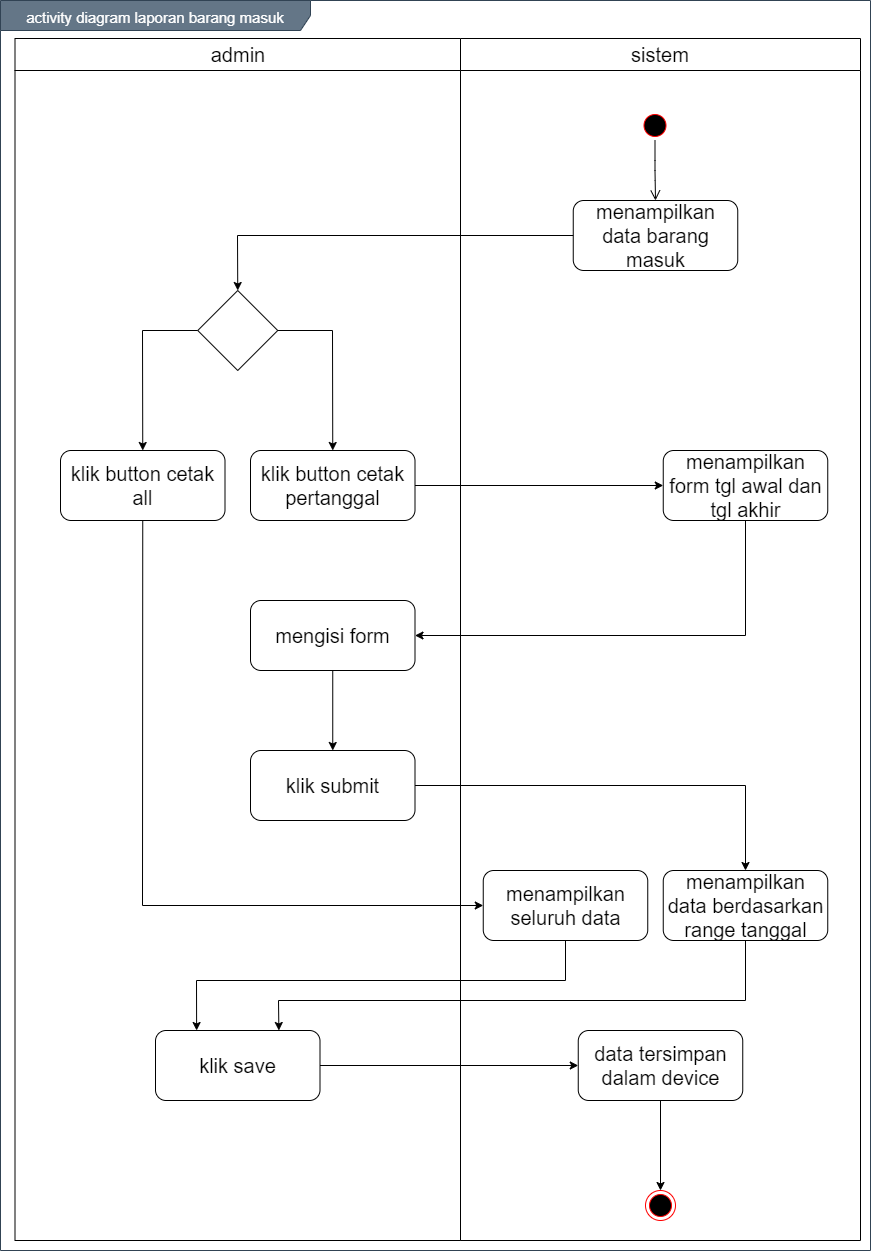 activity diagram laporan barang masuk
admin
sistem
menampilkan
data barang
masuk
klik button cetak
all
klik button cetak
pertanggal
menampilkan
form tgl awal dan
tgl akhir
mengisi form
klik submit
menampilkan
seluruh data
menampilkan
data berdasarkan
range tanggal
klik save
data tersimpan
dalam device